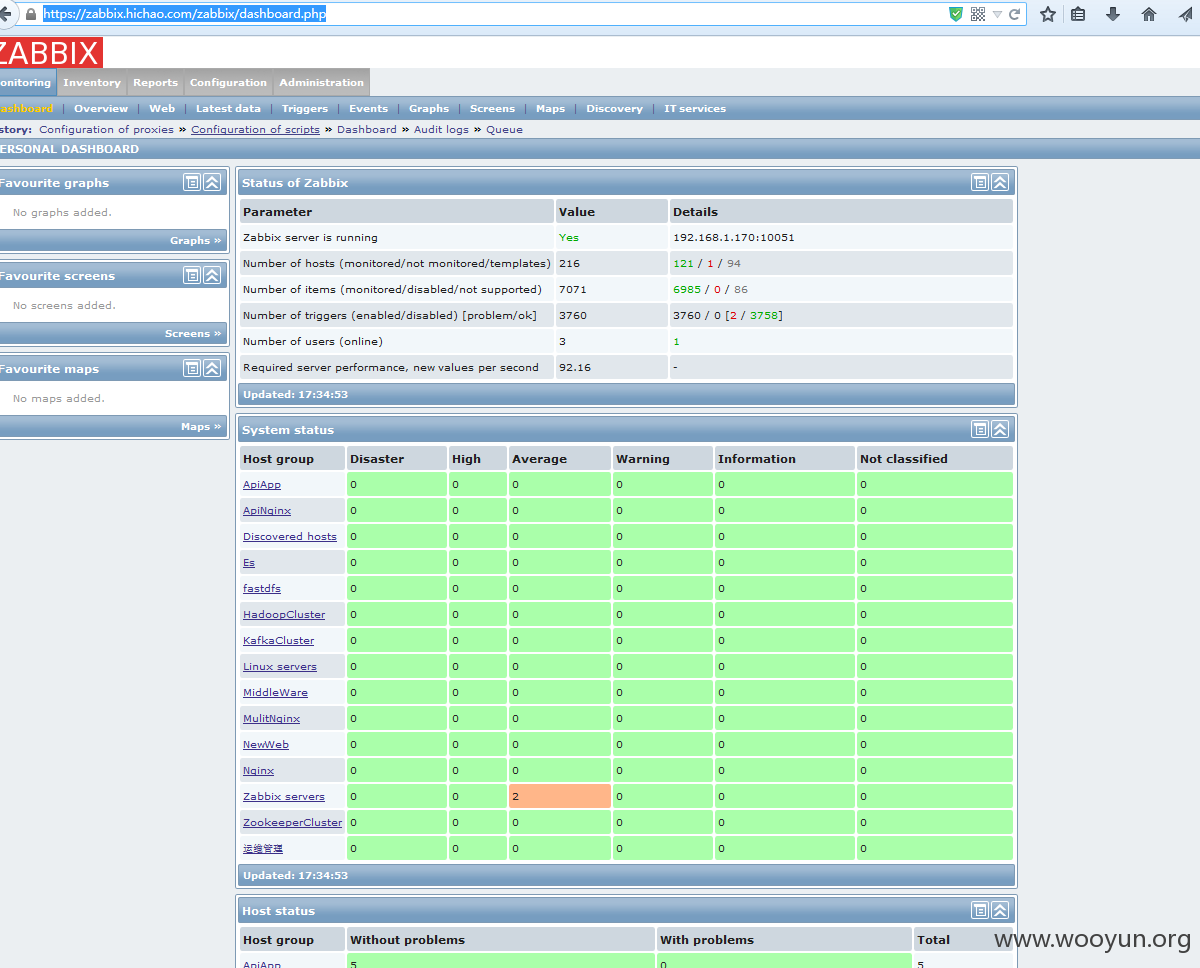 https://zabbix.hichao.com/zabbix/dashboard.php
ZABBIX
onitoring Inventory Reports Configuration Administration
ashboard | Overview | Web | Latest data | Triggers | Events | Graphs | Screens | Maps | Discovery | IT services
story: Configuration of proxies » Configuration of scripts » Dashboard » Audit logs » Queue
ERSONAL DASHBOARD
Favourite graphs
No graphs added.
Graphs »
Favourite screens
No screens added.
Screens »
Favourite maps
No maps added.
Maps »
Status of Zabbix
Parameter Value Details
Zabbix server is running Yes 192.168.1.170:10051
Number of hosts (monitored/not monitored/templates) 216 121 / 1 / 94
Number of items (monitored/disabled/not supported) 7071 6985 / 0 / 86
Number of triggers (enabled/disabled) [problem/ok] 3760 3760 / 0 [2 / 3758]
Number of users (online) 3 1
Required server performance, new values per second 92.16 -
Updated: 17:34:53
System status
Host group Disaster High Average Warning Information Not classified
ApiApp 0 0 0 0 0 0
ApiNginx 0 0 0 0 0 0
Discovered hosts 0 0 0 0 0 0
Es 0 0 0 0 0 0
fastdfs 0 0 0 0 0 0
HadoopCluster 0 0 0 0 0 0
KafkaCluster 0 0 0 0 0 0
Linux servers 0 0 0 0 0 0
MiddleWare 0 0 0 0 0 0
MulitNginx 0 0 0 0 0 0
NewWeb 0 0 0 0 0 0
Nginx 0 0 0 0 0 0
Zabbix servers 0 0 2 0 0 0
ZookeeperCluster 0 0 0 0 0 0
运维管理 0 0 0 0 0 0
Updated: 17:34:53
Host status
Host group Without problems With problems Total
ApiApp 5 0 5
www.wooyun.org